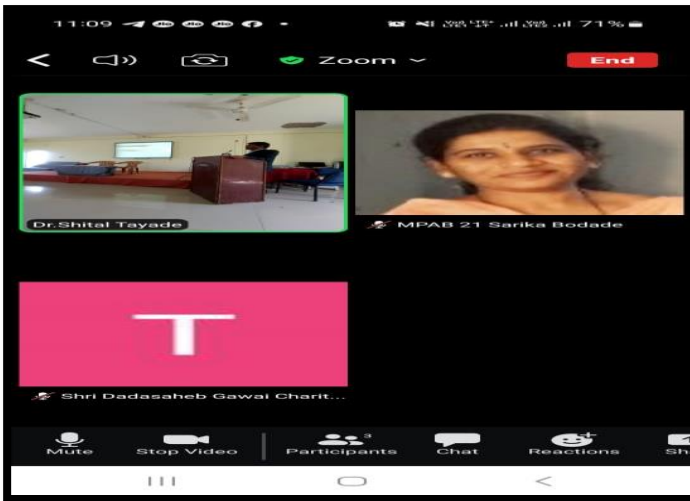 11:09
71%
Zoom
End
Dr.Shital Tayade
MPAB 21 Sarika Bodade
T
Shri Dadasaheb Gawai Charit...
3
Mute Stop Video Participants Chat Reactions Sh